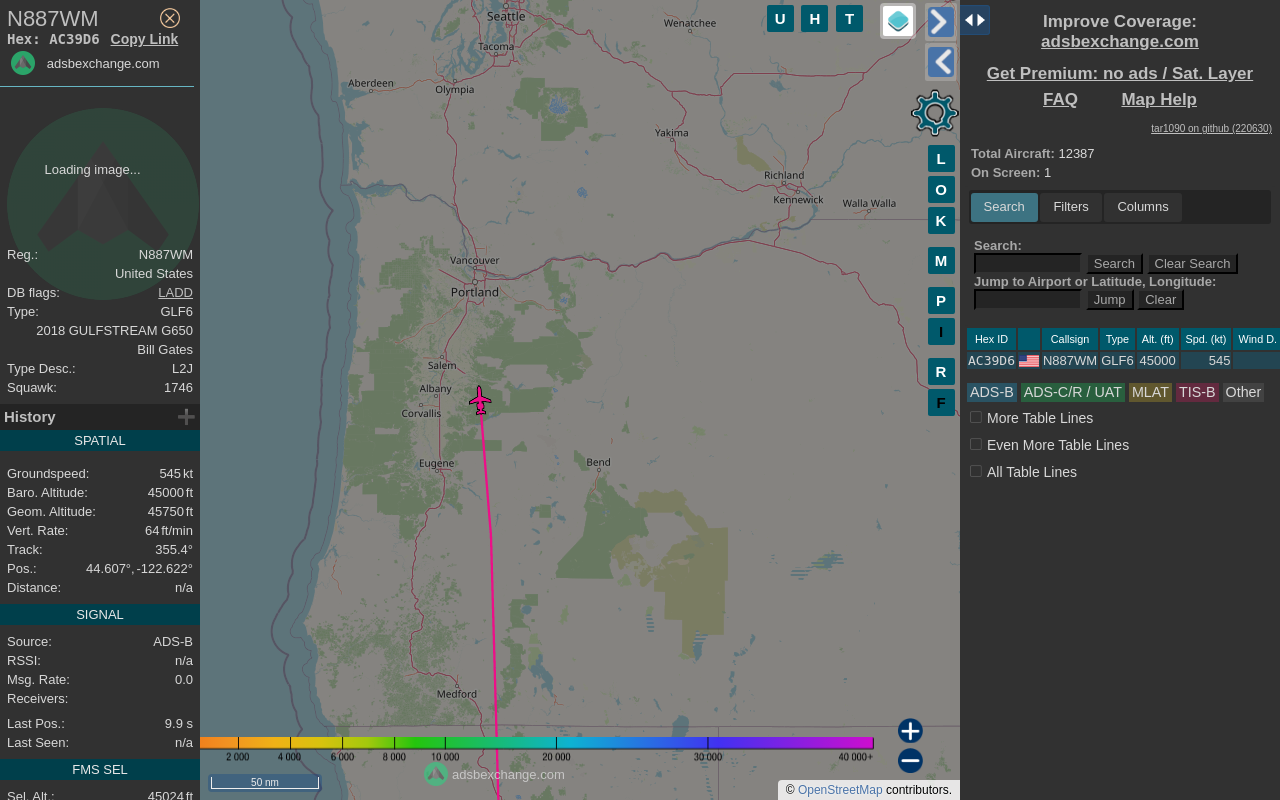 N887WM
Hex: AC39D6 Copy Link
adsbexchange.com
Loading image...
Reg.: N887WM
United States
DB flags: LADD
Type: GLF6
2018 GULFSTREAM G650
Bill Gates
Type Desc.: L2J
Squawk: 1746
History
SPATIAL
Groundspeed: 545 kt
Baro. Altitude: 45000 ft
Geom. Altitude: 45750 ft
Vert. Rate: 64 ft/min
Track: 355.4°
Pos.: 44.607°, -122.622°
Distance: n/a
SIGNAL
Source: ADS-B
RSSI: n/a
Msg. Rate: 0.0
Receivers:
Last Pos.: 9.9 s
Last Seen: n/a
FMS SEL
Sel. Alt.: 45024 ft
Seattle
Wenatchee
Tacoma
Aberdeen
Olympia
Yakima
Richland
Kennewick
Walla Walla
Vancouver
Portland
Salem
Albany
Corvallis
Eugene
Bend
Medford
U H T
L
O
K
M
P
I
R
F
2 000 4 000 6 000 8 000 10 000 20 000 30 000 40 000+
adsbexchange.com
50 nm
© OpenStreetMap contributors.
Improve Coverage:
adsbexchange.com
Get Premium: no ads / Sat. Layer
FAQ Map Help
tar1090 on github (220630)
Total Aircraft: 12387
On Screen: 1
Search Filters Columns
Search:
Search Clear Search
Jump to Airport or Latitude, Longitude:
Jump Clear
Hex ID Callsign Type Alt. (ft) Spd. (kt) Wind D.
AC39D6 N887WM GLF6 45000 545
ADS-B ADS-C/R / UAT MLAT TIS-B Other
More Table Lines
Even More Table Lines
All Table Lines